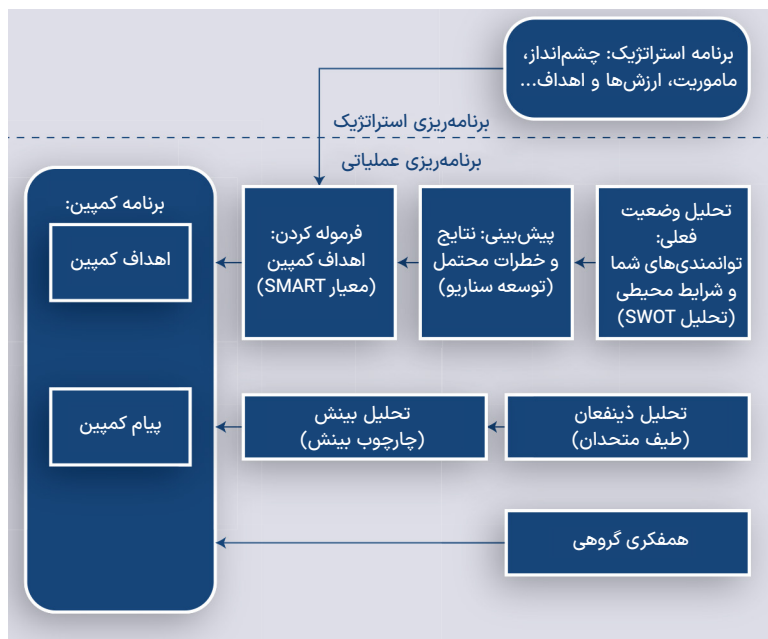 برنامه استراتژیک: چشم‌انداز،
ماموریت، ارزش‌ها و اهداف...
برنامه‌ریزی استراتژیک
برنامه‌ریزی عملیاتی
تحلیل وضعیت
فعلی:
توانمندی‌های شما
و شرایط محیطی
(تحلیل SWOT)
پیش‌بینی: نتایج
و خطرات محتمل
(توسعه سناریو)
فرموله کردن:
اهداف کمپین
(معیار SMART)
برنامه کمپین:
اهداف کمپین
تحلیل ذینفعان
(طیف متحدان)
تحلیل بینش
(چارچوب بینش)
پیام کمپین
همفکری گروهی